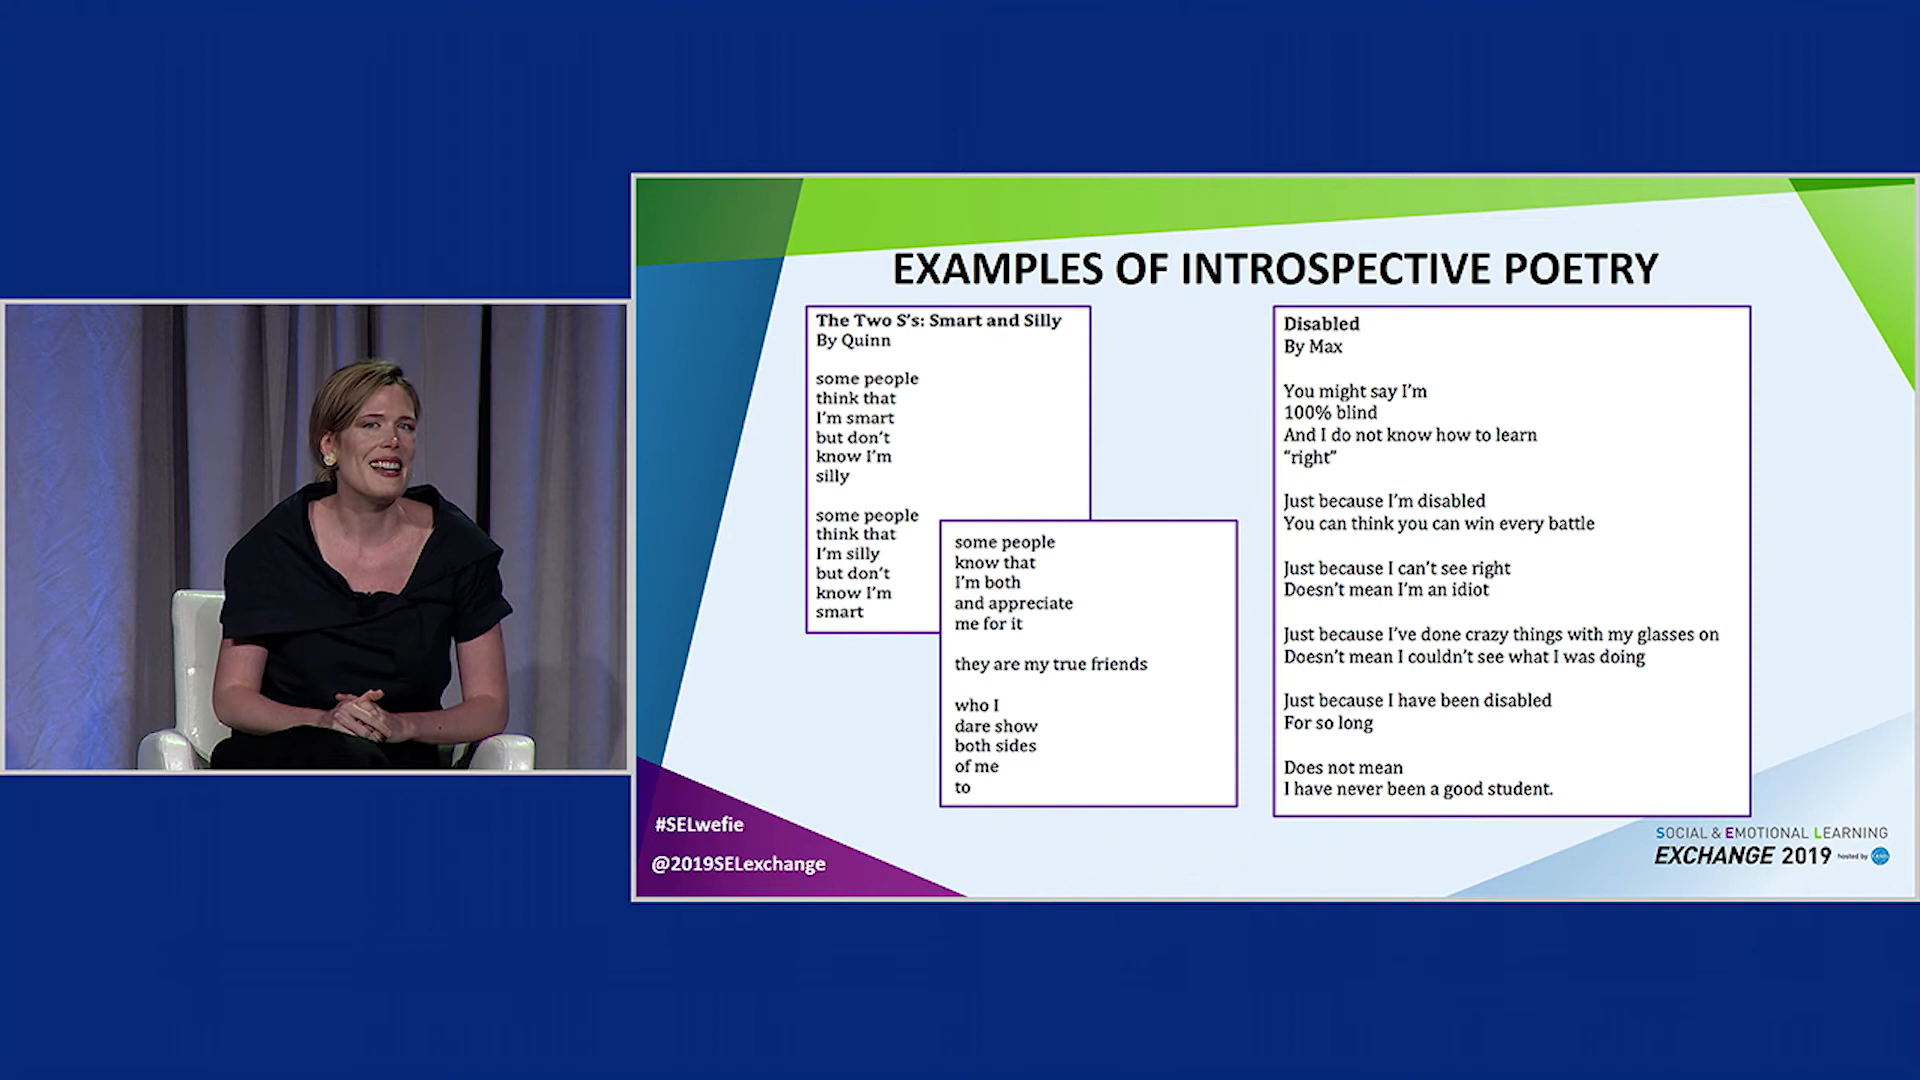 EXAMPLES OF INTROSPECTIVE POETRY
The Two S's: Smart and Silly
By Quinn
some people
think that
I'm smart
but don't
know I'm
silly
some people
think that
I'm silly
but don't
know I'm
smart
some people
know that
I'm both
and appreciate
me for it
they are my true friends
who I
dare show
both sides
of me
to
Disabled
By Max
You might say I'm
100% blind
And I do not know how to learn
“right”
Just because I'm disabled
You can think you can win every battle
Just because I can't see right
Doesn't mean I'm an idiot
Just because I've done crazy things with my glasses on
Doesn't mean I couldn't see what I was doing
Just because I have been disabled
For so long
Does not mean
I have never been a good student.
#SELwefie
@2019SELexchange
SOCIAL & EMOTIONAL LEARNING
EXCHANGE 2019 hosted by